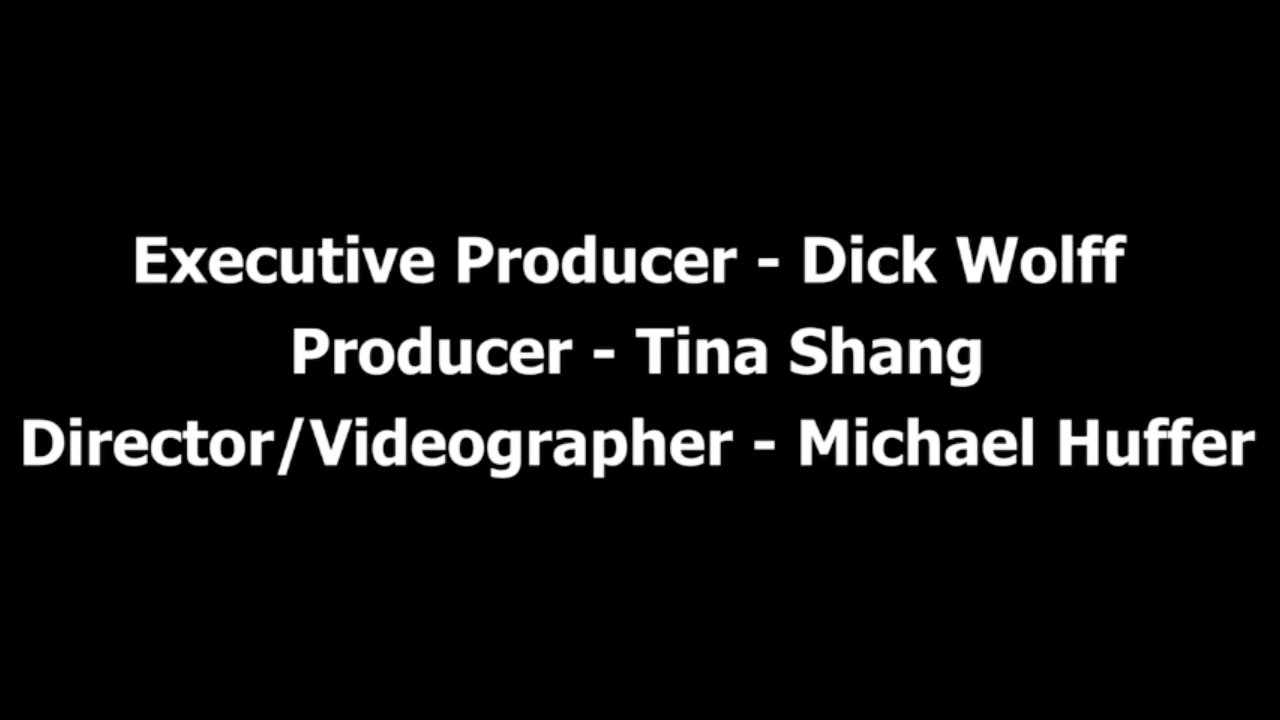 Executive Producer - Dick Wolff
Producer - Tina Shang
Director/Videographer - Michael Huffer